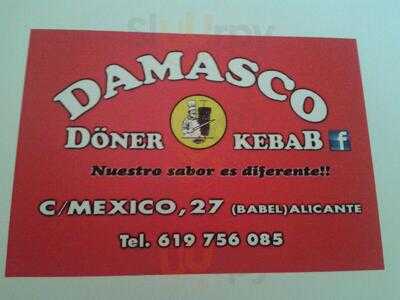 DAMASCO
DÖNER KEBAB f
Nuestro sabor es diferente!!
C/MEXICO, 27 (BABEL) ALICANTE
Tel. 619 756 085